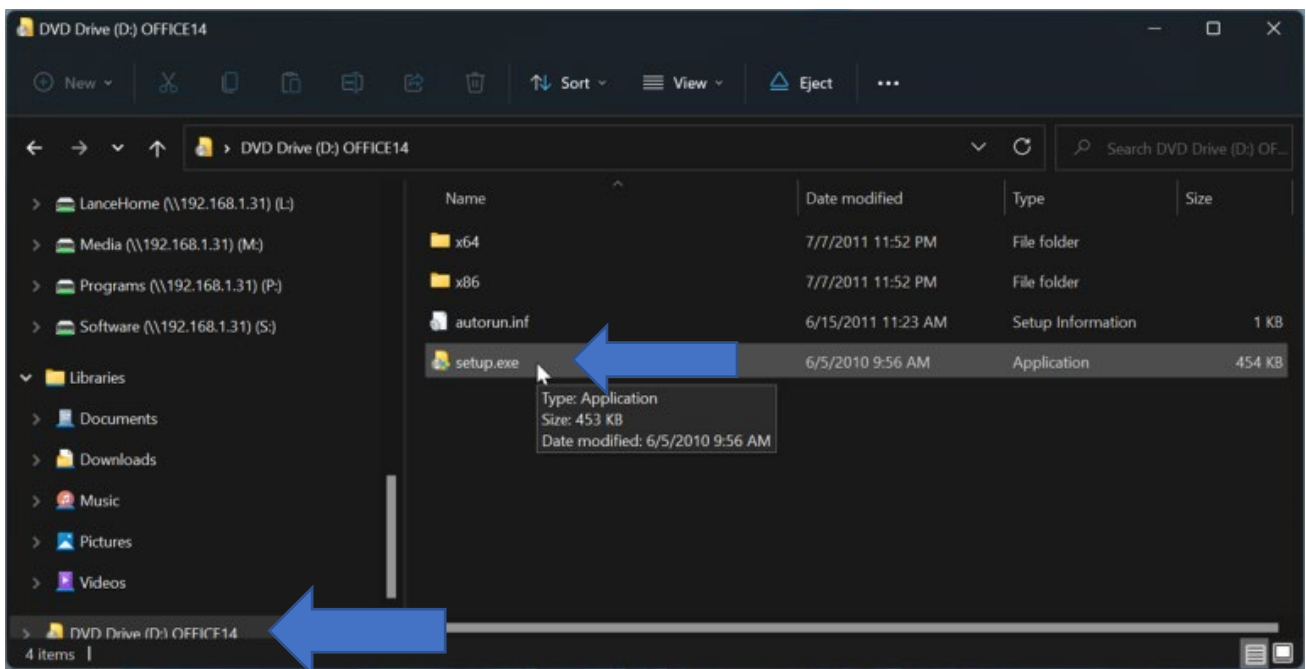 DVD Drive (D:) OFFICE14
New
Sort
View
Eject
DVD Drive (D:) OFFICE14
Search DVD Drive (D:) OF...
Name Date modified Type Size
LanceHome (\\192.168.1.31) (L:)
Media (\\192.168.1.31) (M:)
Programs (\\192.168.1.31) (P:)
Software (\\192.168.1.31) (S:)
Libraries
Documents
Downloads
Music
Pictures
Videos
DVD Drive (D:) OFFICE14
x64 7/7/2011 11:52 PM File folder
x86 7/7/2011 11:52 PM File folder
autorun.inf 6/15/2011 11:23 AM Setup Information 1 KB
setup.exe 6/5/2010 9:56 AM Application 454 KB
Type: Application
Size: 453 KB
Date modified: 6/5/2010 9:56 AM
4 items